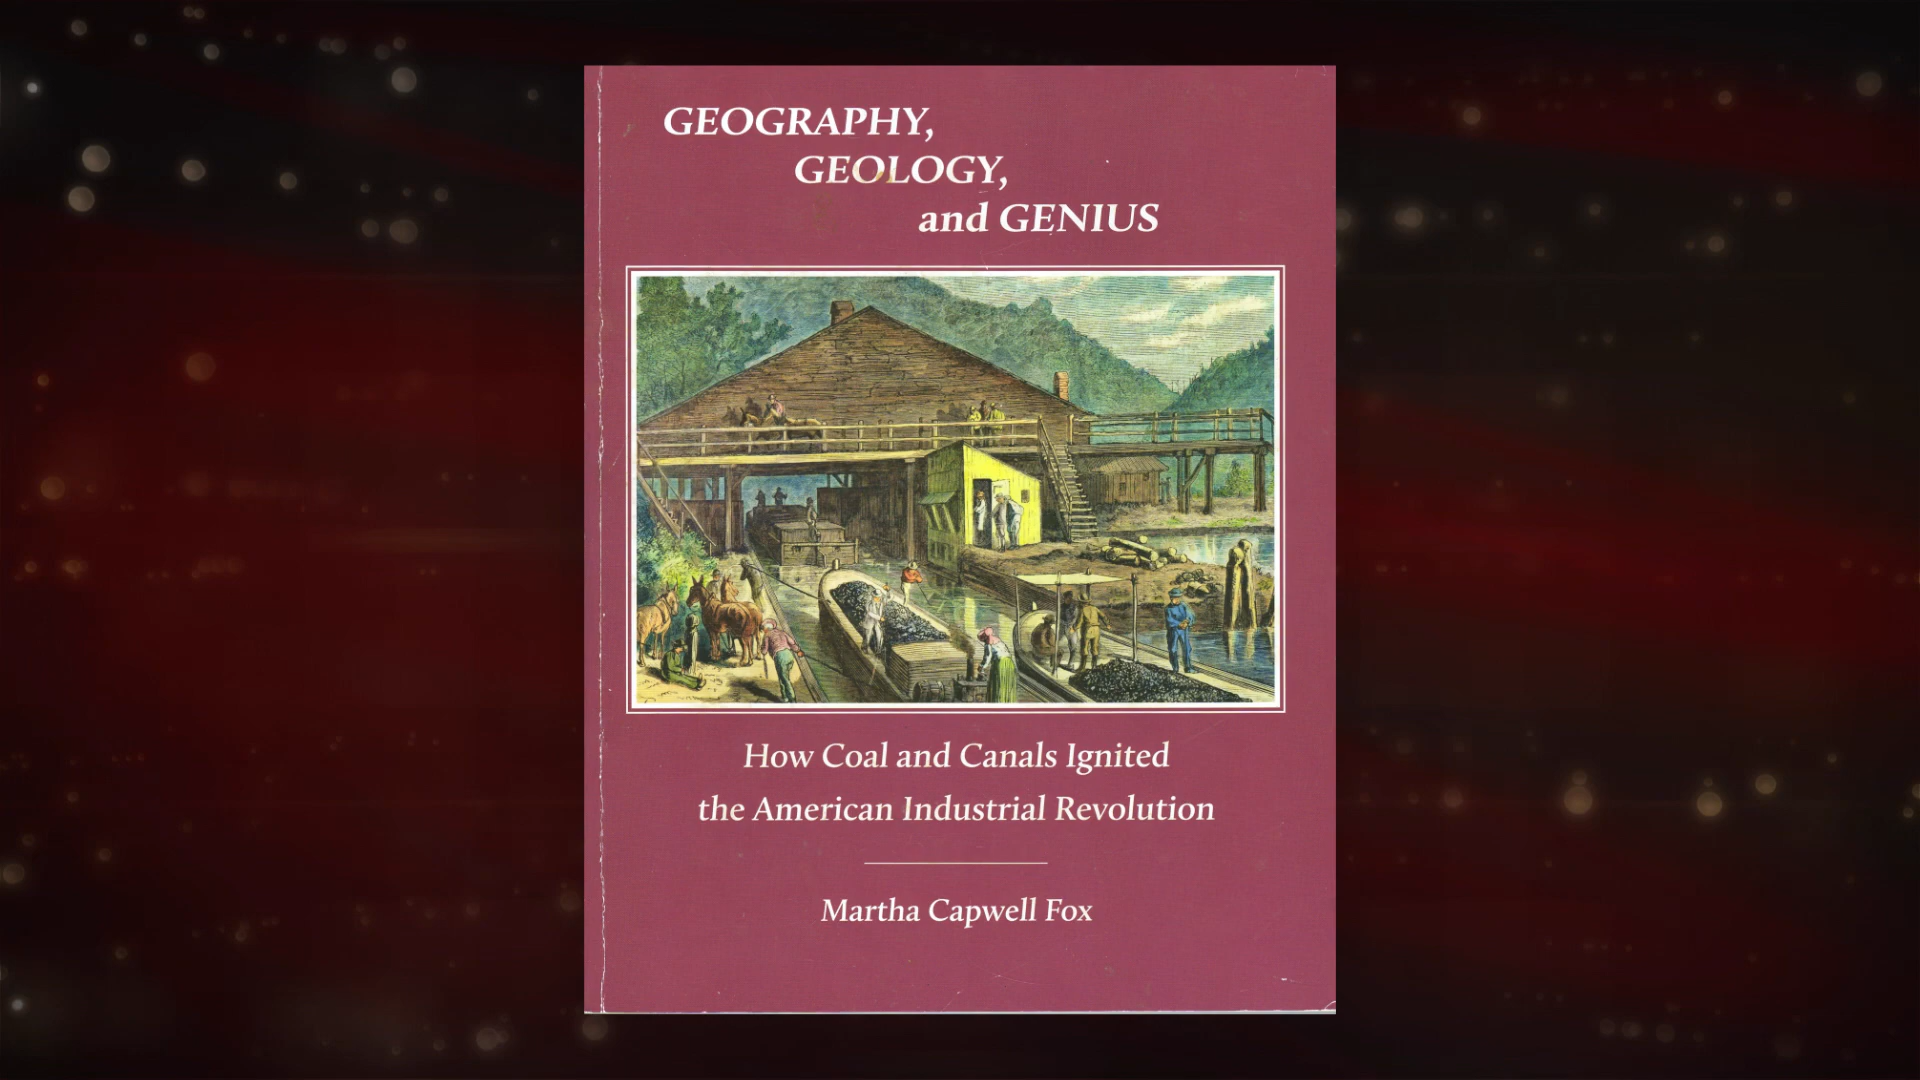 GEOGRAPHY,
GEOLOGY,
and GENIUS
How Coal and Canals Ignited
the American Industrial Revolution
Martha Capwell Fox